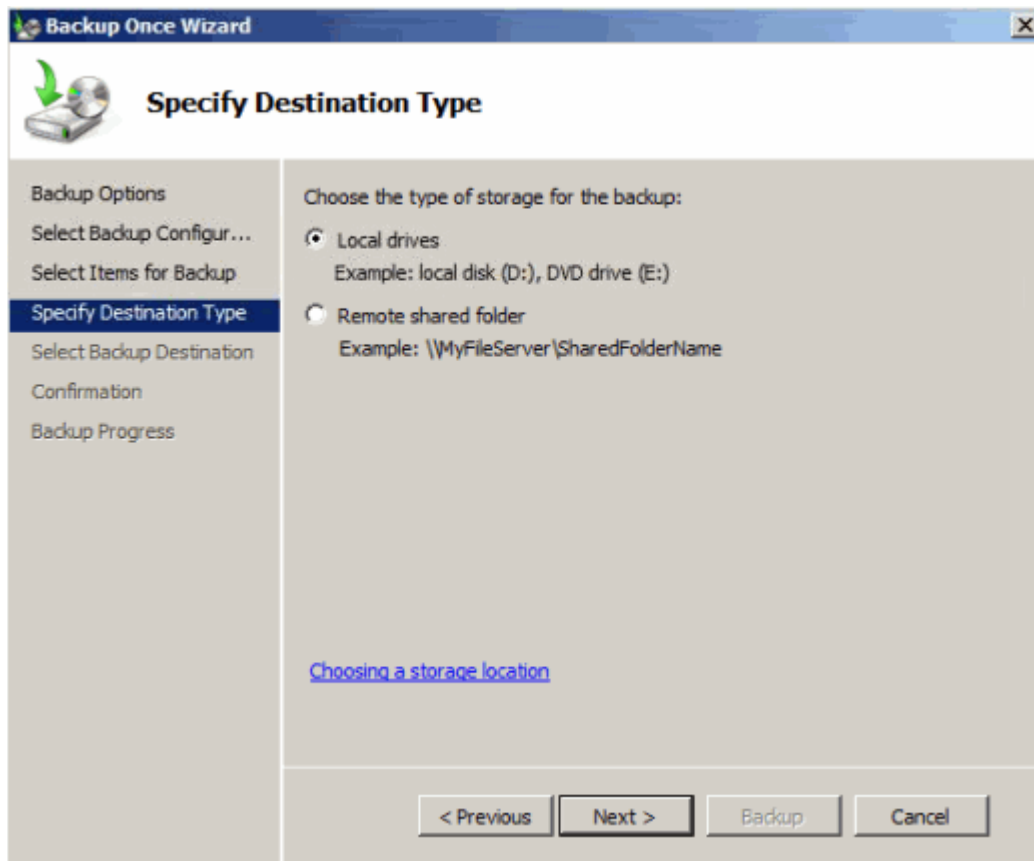 Backup Once Wizard
Specify Destination Type
Backup Options
Select Backup Configur...
Select Items for Backup
Specify Destination Type
Select Backup Destination
Confirmation
Backup Progress
Choose the type of storage for the backup:
Local drives
Example: local disk (D:), DVD drive (E:)
Remote shared folder
Example: \\MyFileServer\SharedFolderName
Choosing a storage location
< Previous
Next >
Backup
Cancel